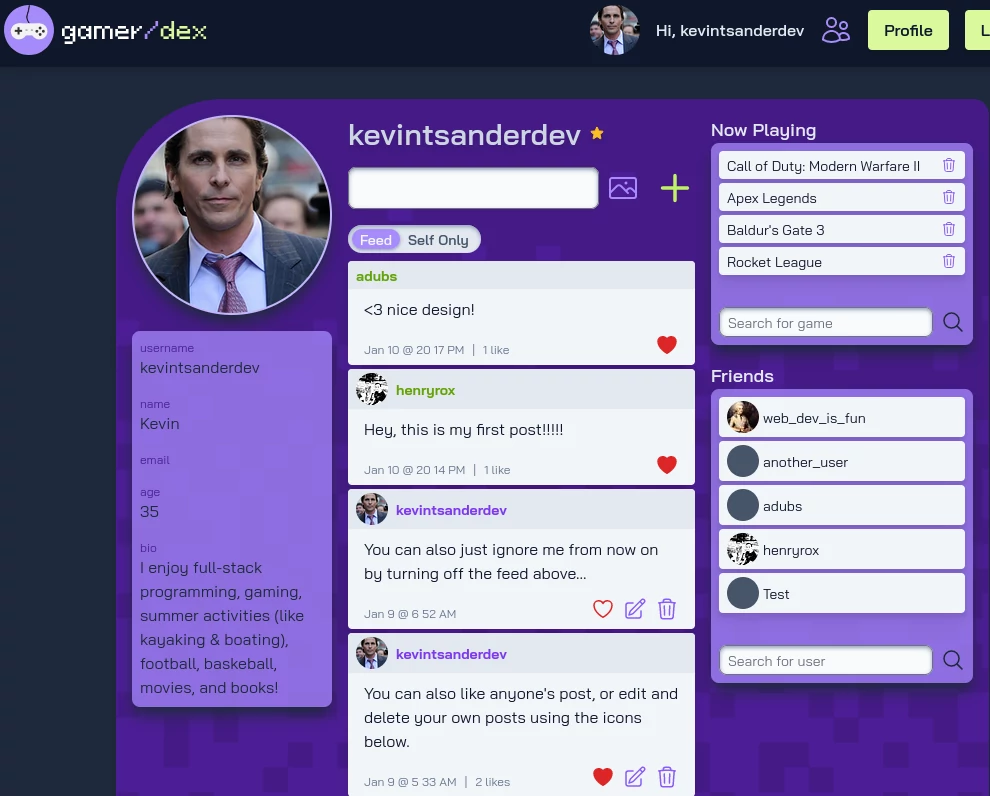 gamer/dex
Hi, kevintsanderdev
Profile
L
kevintsanderdev
Feed
Self Only
adubs
<3 nice design!
Jan 10 @ 20 17 PM | 1 like
henryrox
Hey, this is my first post!!!!!
Jan 10 @ 20 14 PM | 1 like
kevintsanderdev
You can also just ignore me from now on
by turning off the feed above...
Jan 9 @ 6 52 AM
kevintsanderdev
You can also like anyone's post, or edit and
delete your own posts using the icons
below.
Jan 9 @ 5 33 AM | 2 likes
username
kevintsanderdev
name
Kevin
email
age
35
bio
I enjoy full-stack
programming, gaming,
summer activities (like
kayaking & boating),
football, baskeball,
movies, and books!
Now Playing
Call of Duty: Modern Warfare II
Apex Legends
Baldur's Gate 3
Rocket League
Search for game
Friends
web_dev_is_fun
another_user
adubs
henryrox
Test
Search for user